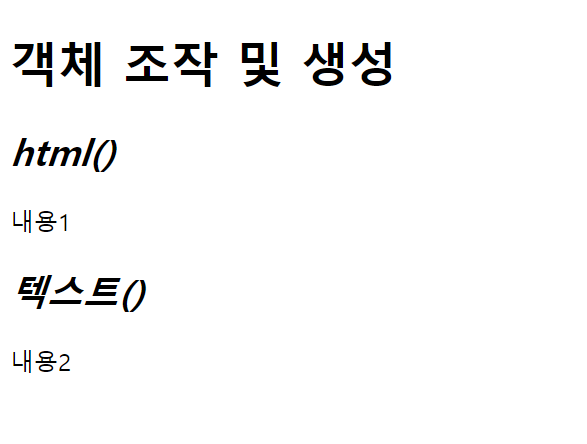 객체 조작 및 생성
html()
내용1
텍스트()
내용2